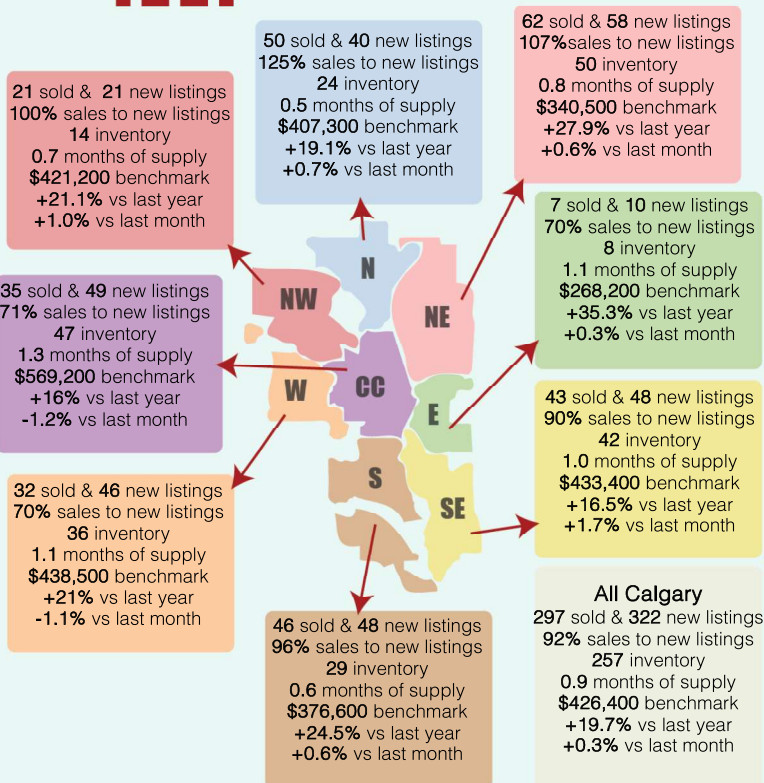 50 sold & 40 new listings
125% sales to new listings
24 inventory
0.5 months of supply
$407,300 benchmark
+19.1% vs last year
+0.7% vs last month
62 sold & 58 new listings
107%sales to new listings
50 inventory
0.8 months of supply
$340,500 benchmark
+27.9% vs last year
+0.6% vs last month
21 sold & 21 new listings
100% sales to new listings
14 inventory
0.7 months of supply
$421,200 benchmark
+21.1% vs last year
+1.0% vs last month
7 sold & 10 new listings
70% sales to new listings
8 inventory
1.1 months of supply
$268,200 benchmark
+35.3% vs last year
+0.3% vs last month
N
NW
NE
W
CC
E
S
SE
35 sold & 49 new listings
71% sales to new listings
47 inventory
1.3 months of supply
$569,200 benchmark
+16% vs last year
-1.2% vs last month
43 sold & 48 new listings
90% sales to new listings
42 inventory
1.0 months of supply
$433,400 benchmark
+16.5% vs last year
+1.7% vs last month
32 sold & 46 new listings
70% sales to new listings
36 inventory
1.1 months of supply
$438,500 benchmark
+21% vs last year
-1.1% vs last month
46 sold & 48 new listings
96% sales to new listings
29 inventory
0.6 months of supply
$376,600 benchmark
+24.5% vs last year
+0.6% vs last month
All Calgary
297 sold & 322 new listings
92% sales to new listings
257 inventory
0.9 months of supply
$426,400 benchmark
+19.7% vs last year
+0.3% vs last month